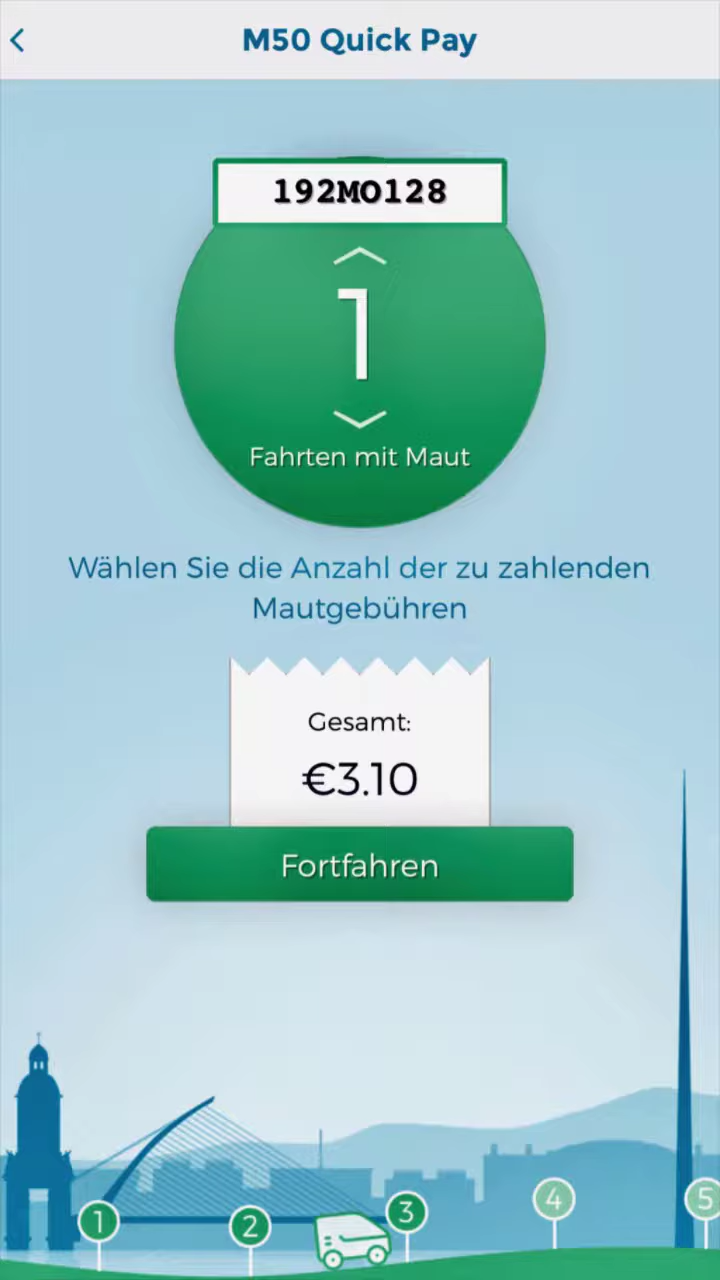 M50 Quick Pay
192MO128
1
Fahrten mit Maut
Wählen Sie die Anzahl der zu zahlenden
Mautgebühren
Gesamt:
€3.10
Fortfahren
1
2
3
4
5